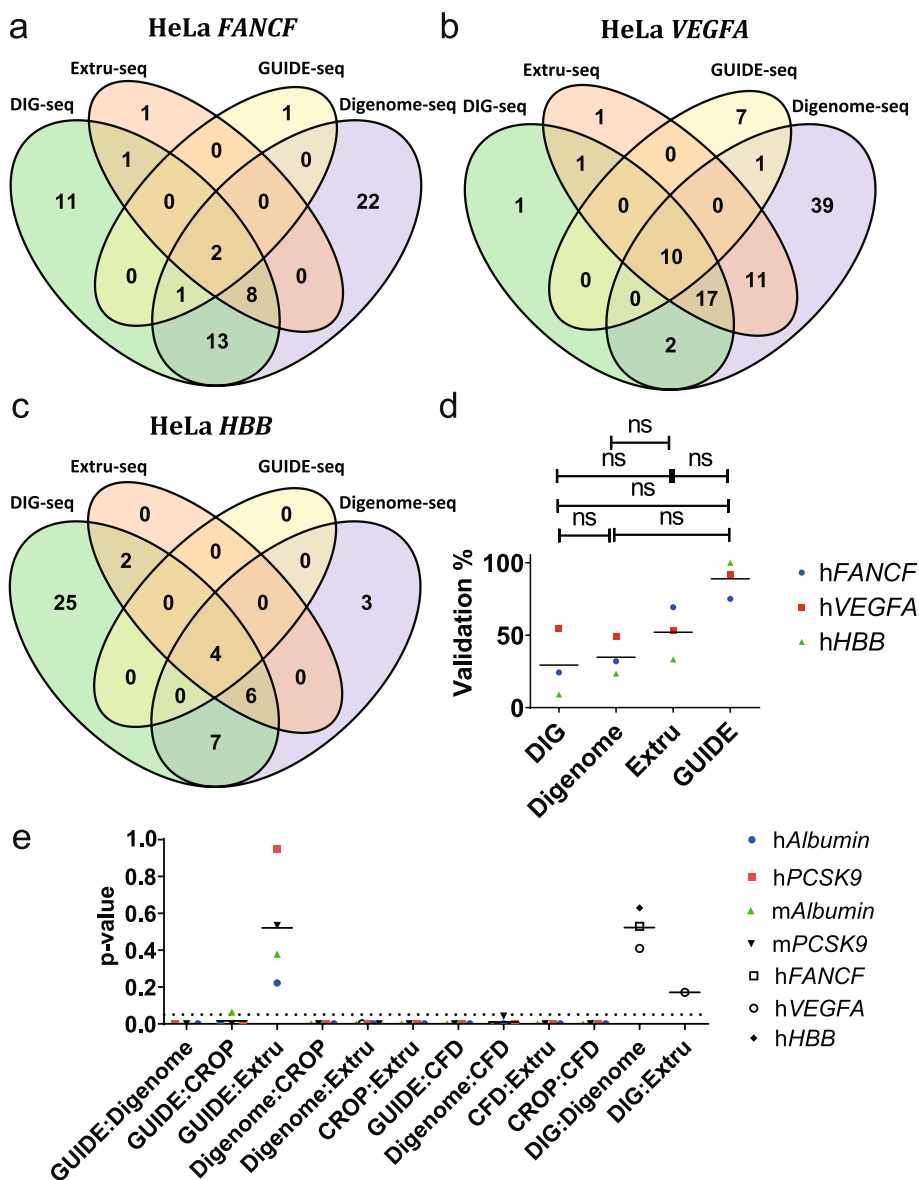 a
HeLa FANCF
Extru-seq
GUIDE-seq
DIG-seq
Digenome-seq
1
1
1
0
0
11
0
0
22
2
0
0
1
8
13
b
HeLa VEGFA
Extru-seq
GUIDE-seq
DIG-seq
Digenome-seq
1
7
1
0
1
1
0
0
39
10
0
11
0
17
2
c
HeLa HBB
Extru-seq
GUIDE-seq
DIG-seq
Digenome-seq
0
0
2
0
0
25
0
0
3
4
0
0
0
6
7
d
ns
ns
ns
ns
ns
ns
Validation %
100
50
0
DIG
Digenome
Extru
GUIDE
hFANCF
hVEGFA
hHBB
e
p-value
1.0
0.8
0.6
0.4
0.2
0.0
GUIDE:Digenome
GUIDE:CROP
GUIDE:Extru
Digenome:CROP
Digenome:Extru
CROP:Extru
GUIDE:CFD
Digenome:CFD
CFD:Extru
CROP:CFD
DIG:Digenome
DIG:Extru
hAlbumin
hPCSK9
mAlbumin
mPCSK9
hFANCF
hVEGFA
hHBB